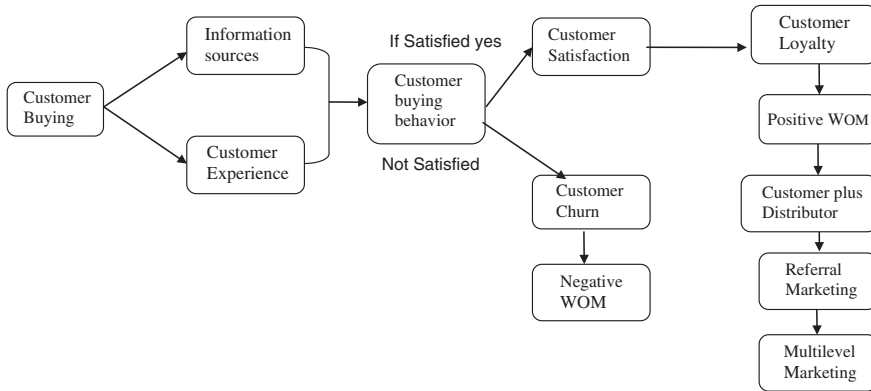 Customer
Buying
Information
sources
Customer
Experience
If Satisfied yes
Customer
buying
behavior
Not Satisfied
Customer
Satisfaction
Customer
Churn
Negative
WOM
Customer
Loyalty
Positive WOM
Customer plus
Distributor
Referral
Marketing
Multilevel
Marketing